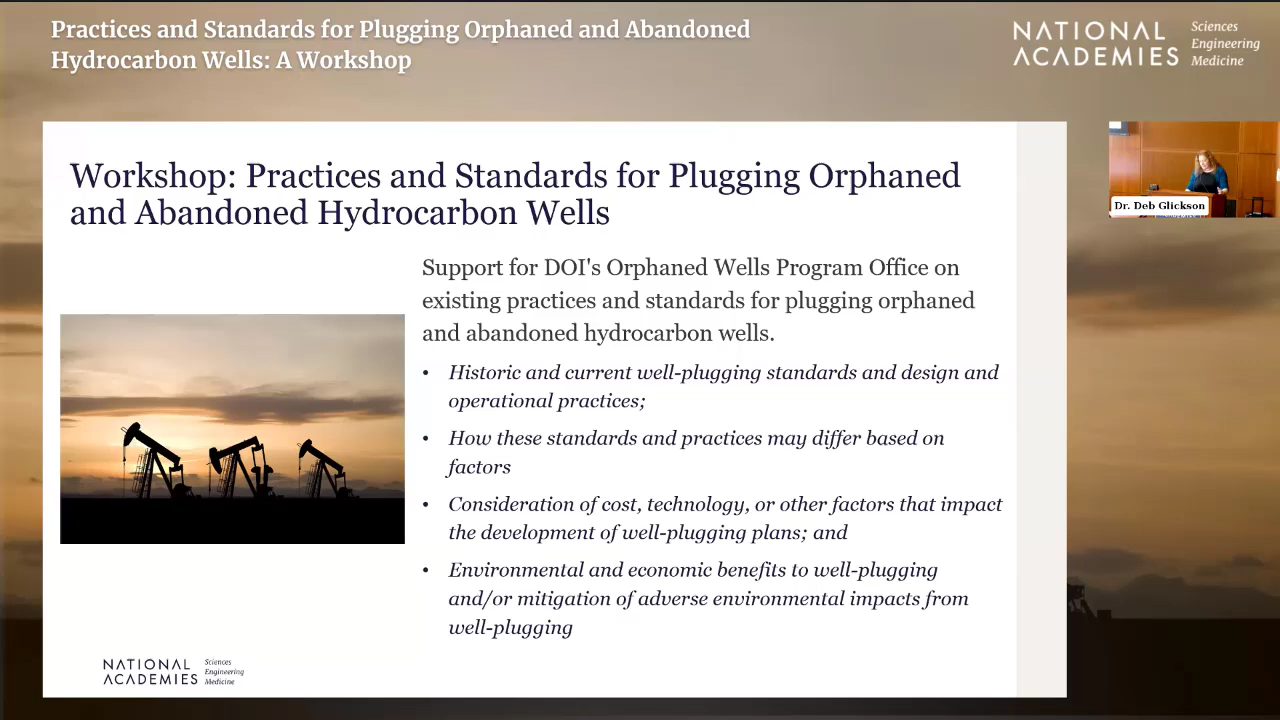 Practices and Standards for Plugging Orphaned and Abandoned
Hydrocarbon Wells: A Workshop
NATIONAL
ACADEMIES
Sciences
Engineering
Medicine
Workshop: Practices and Standards for Plugging Orphaned
and Abandoned Hydrocarbon Wells
Dr. Deb Glickson
Support for DOI's Orphaned Wells Program Office on
existing practices and standards for plugging orphaned
and abandoned hydrocarbon wells.
• Historic and current well-plugging standards and design and
operational practices;
• How these standards and practices may differ based on
factors
• Consideration of cost, technology, or other factors that impact
the development of well-plugging plans; and
• Environmental and economic benefits to well-plugging
and/or mitigation of adverse environmental impacts from
well-plugging
NATIONAL
ACADEMIES
Sciences
Engineering
Medicine